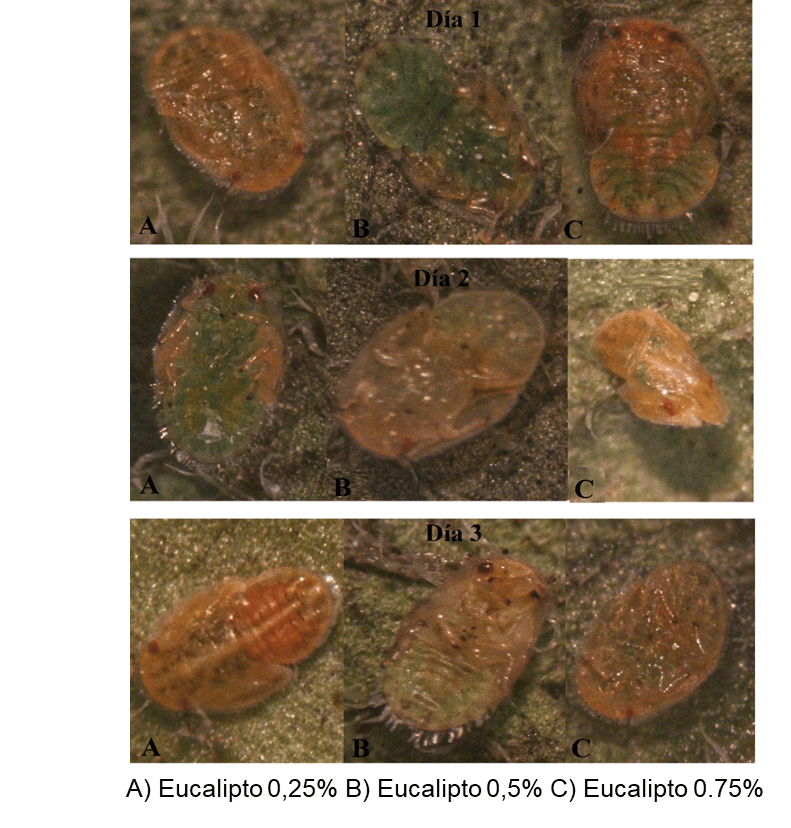 Día 1
A B C
Día 2
A B C
Día 3
A B C
A) Eucalipto 0,25% B) Eucalipto 0,5% C) Eucalipto 0.75%